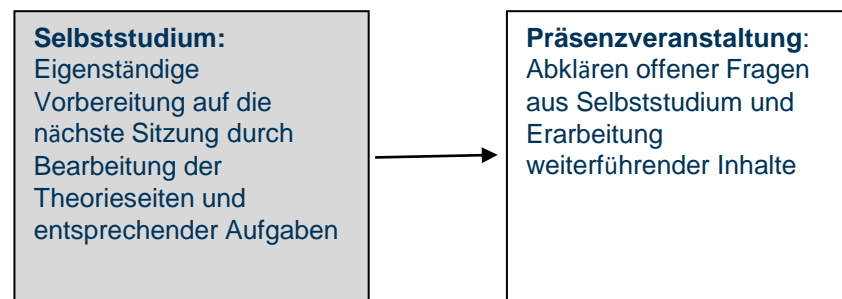 Selbststudium:
Eigenständige
Vorbereitung auf die
nächste Sitzung durch
Bearbeitung der
Theorieseiten und
entsprechender Aufgaben
Präsenzveranstaltung:
Abklären offener Fragen
aus Selbststudium und
Erarbeitung
weiterführender Inhalte